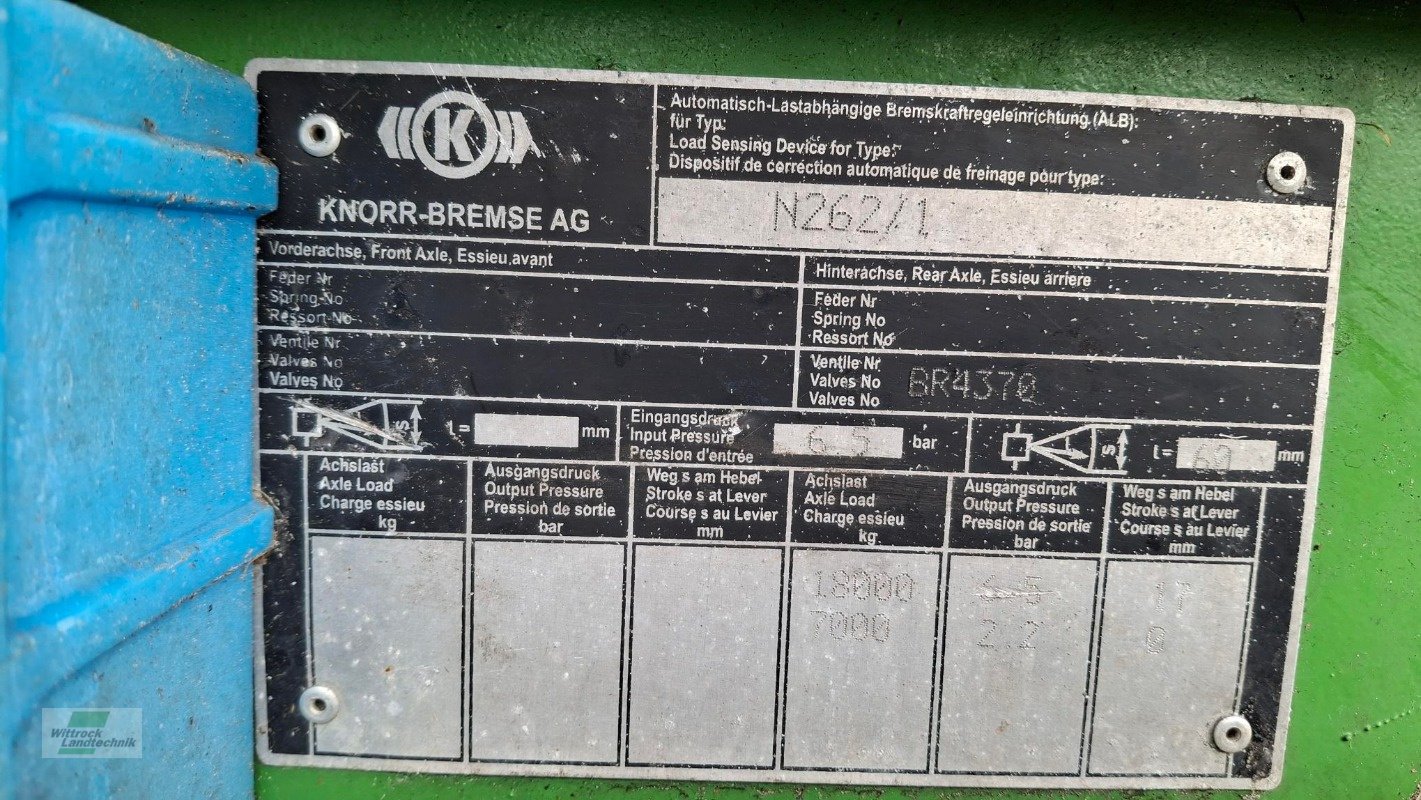 K
KNORR-BREMSE AG
Automatisch-Lastabhängige Bremskraftregeleinrichtung (ALB):
für Typ:
Load Sensing Device for Type:
Dispositif de correction automatique de freinage pour type:
N262/1
Vorderachse, Front Axle, Essieu avant
Feder Nr
Spring No
Ressort No
Ventile Nr
Valves No
Valves No
Hinterachse, Rear Axle, Essieu arriere
Feder Nr
Spring No
Ressort No
Ventile Nr
Valves No BR4370
Valves No
S l= mm
Eingangsdruck
Input Pressure 6.5 bar
Pression d'entrée
L S l= 60 mm
Achslast
Axle Load
Charge essieu
kg
Ausgangsdruck
Output Pressure
Pression de sortie
bar
Weg s am Hebel
Stroke s at Lever
Course s au Levier
mm
Achslast
Axle Load
Charge essieu
kg
Ausgangsdruck
Output Pressure
Pression de sortie
bar
Weg s am Hebel
Stroke s at Lever
Course s au Levier
mm
18000 6.5 17
7000 2.2 0
Wittrock
Landtechnik